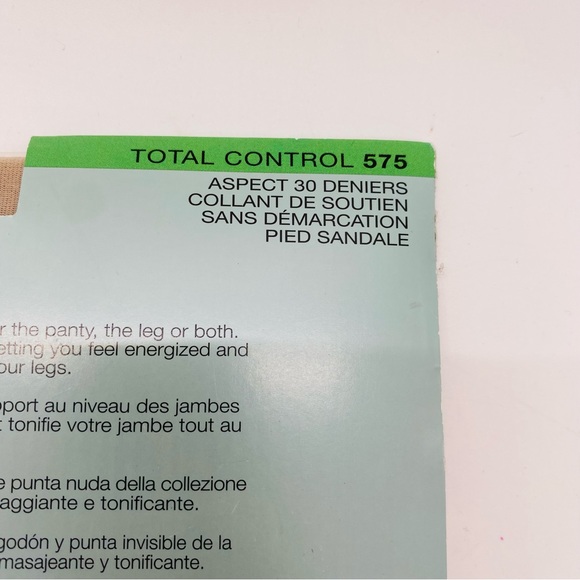 TOTAL CONTROL 575
ASPECT 30 DENIERS
COLLANT DE SOUTIEN
SANS DÉMARCATION
PIED SANDALE
the panty, the leg or both.
etting you feel energized and
our legs.
pport au niveau des jambes
tonifie votre jambe tout au
e punta nuda della collezione
aggiante e tonificante.
godón y punta invisible de la
masajeante y tonificante.